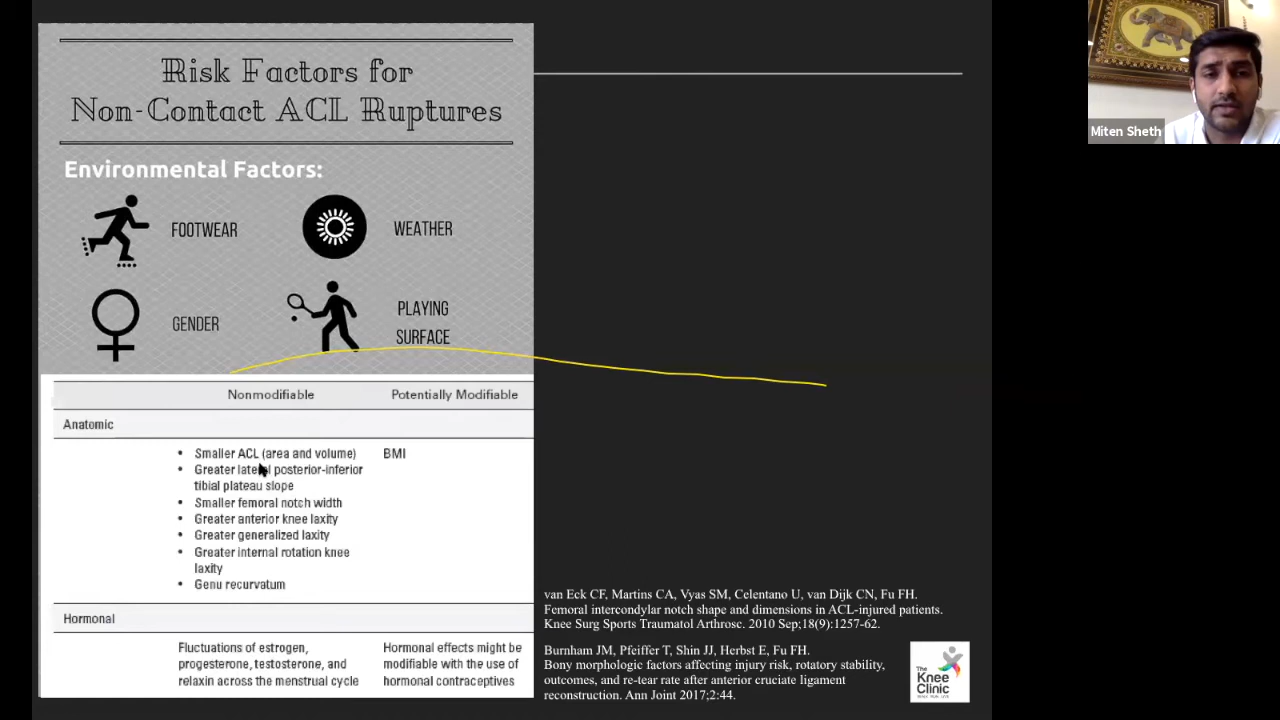 Risk Factors for
Non-Contact ACL Ruptures
Environmental Factors:
FOOTWEAR
WEATHER
GENDER
PLAYING
SURFACE
Nonmodifiable
Potentially Modifiable
Anatomic
• Smaller ACL (area and volume)
• Greater lateral posterior-inferior
tibial plateau slope
• Smaller femoral notch width
• Greater anterior knee laxity
• Greater generalized laxity
• Greater internal rotation knee
laxity
• Genu recurvatum
BMI
Hormonal
Fluctuations of estrogen,
progesterone, testosterone, and
relaxin across the menstrual cycle
Hormonal effects might be
modifiable with the use of
hormonal contraceptives
van Eck CF, Martins CA, Vyas SM, Celentano U, van Dijk CN, Fu FH.
Femoral intercondylar notch shape and dimensions in ACL-injured patients.
Knee Surg Sports Traumatol Arthrosc. 2010 Sep;18(9):1257-62.
Burnham JM, Pfeiffer T, Shin JJ, Herbst E, Fu FH.
Bony morphologic factors affecting injury risk, rotatory stability,
outcomes, and re-tear rate after anterior cruciate ligament
reconstruction. Ann Joint 2017;2:44.
The
Knee
Clinic
Miten Sheth